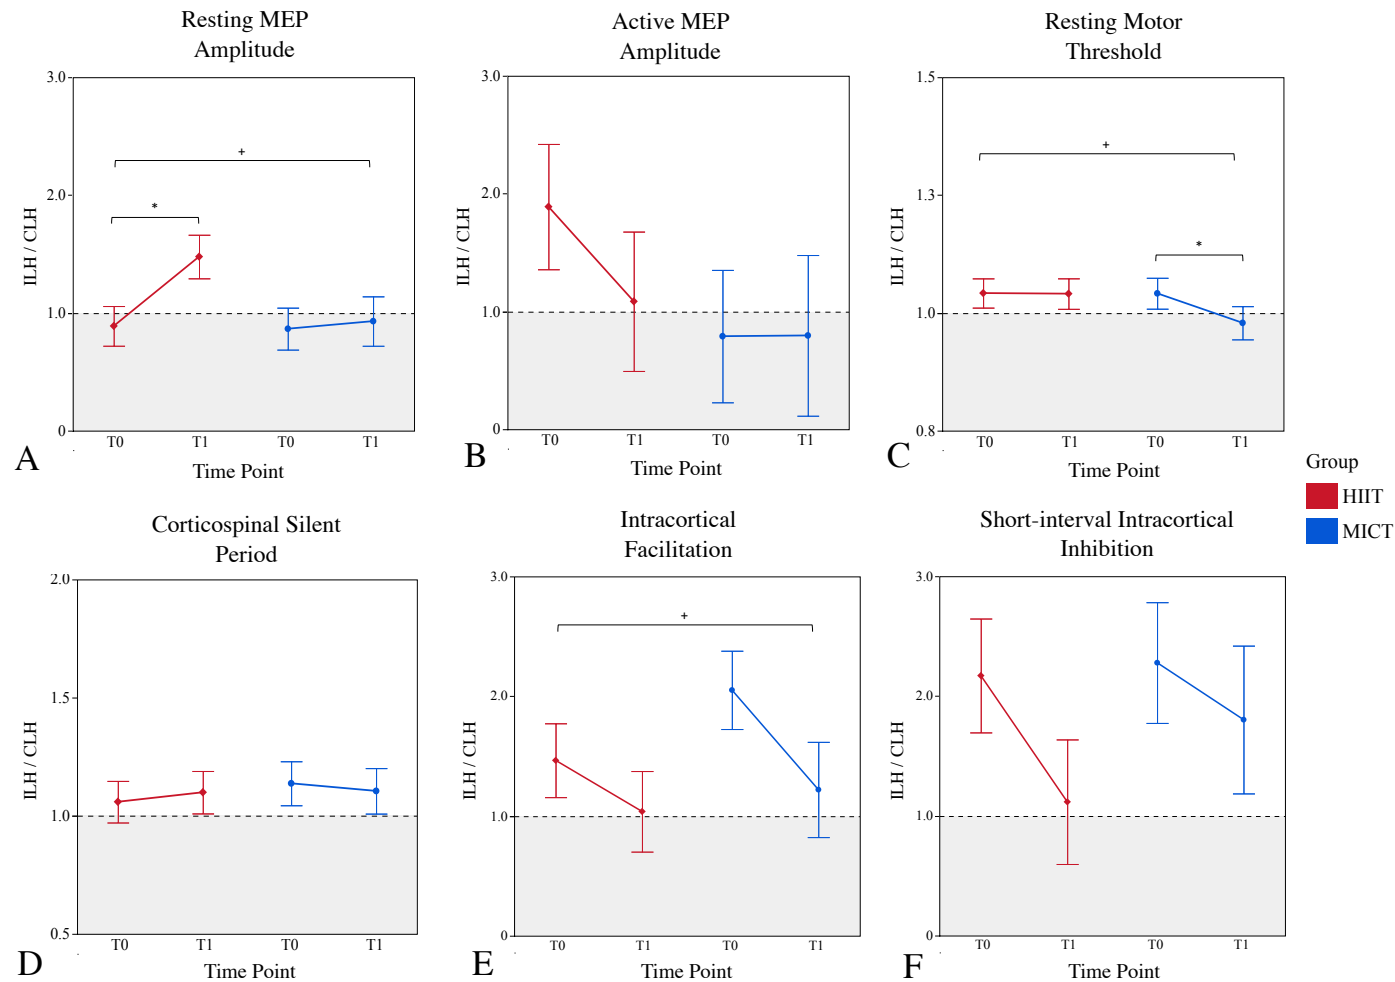 Resting MEP
Amplitude
3.0
2.0
1.0
0
ILH / CLH
+
*
T0 T1 T0 T1
Time Point
A
Active MEP
Amplitude
3.0
2.0
1.0
0
ILH / CLH
T0 T1 T0 T1
Time Point
B
Resting Motor
Threshold
1.5
1.3
1.0
0.8
ILH / CLH
+
*
T0 T1 T0 T1
Time Point
C
Group
HIIT
MICT
Corticospinal Silent
Period
2.0
1.5
1.0
0.5
ILH / CLH
T0 T1 T0 T1
Time Point
D
Intracortical
Facilitation
3.0
2.0
1.0
0
ILH / CLH
+
T0 T1 T0 T1
Time Point
E
Short-interval Intracortical
Inhibition
3.0
2.0
1.0
0
ILH / CLH
T0 T1 T0 T1
Time Point
F